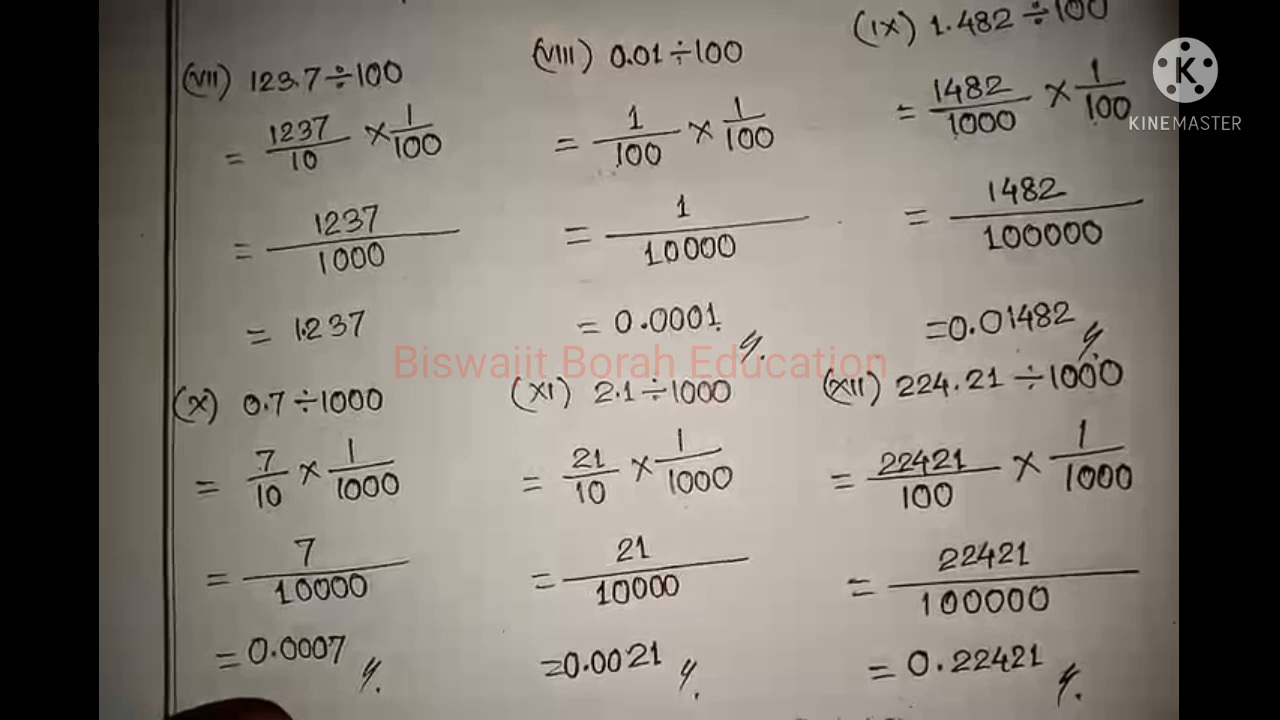 (VII) 123.7÷100
= 1237/10 × 1/100
= 1237/1000
= 1.237
(VIII) 0.01÷100
= 1/100 × 1/100
= 1/10000
= 0.0001
(IX) 1.482÷100
= 1482/1000 × 1/100
= 1482/100000
=0.01482
KINEMASTER
Biswajit Borah Education
(X) 0.7÷1000
= 7/10 × 1/1000
= 7/10000
=0.0007
(XI) 2.1÷1000
= 21/10 × 1/1000
= 21/10000
=0.0021
(XII) 224.21÷1000
= 22421/100 × 1/1000
= 22421/100000
= 0.22421